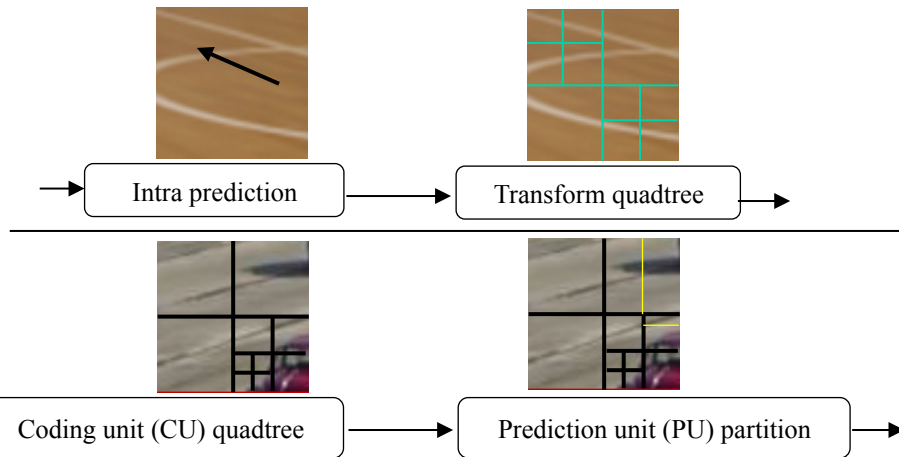 Intra prediction
Transform quadtree
Coding unit (CU) quadtree
Prediction unit (PU) partition